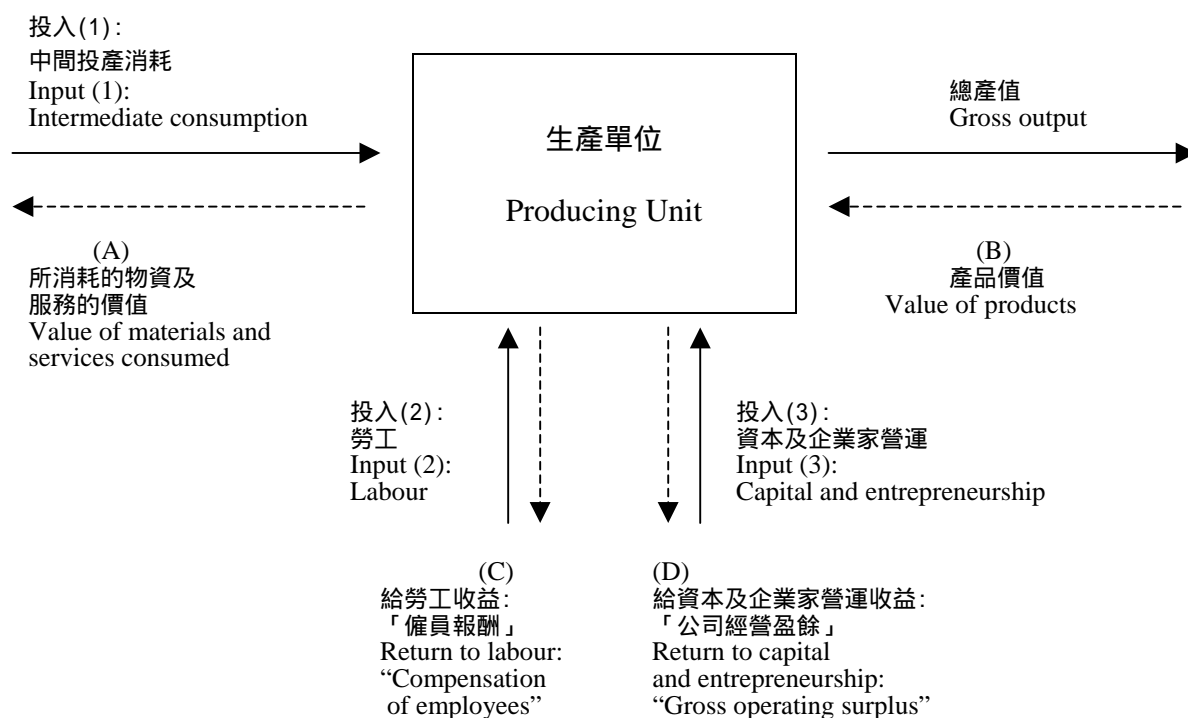 投入(1):
中間投產消耗
Input (1):
Intermediate consumption
生產單位
Producing Unit
總產值
Gross output
(A)
所消耗的物資及
服務的價值
Value of materials and
services consumed
(B)
產品價值
Value of products
投入(2):
勞工
Input (2):
Labour
投入(3):
資本及企業家營運
Input (3):
Capital and entrepreneurship
(C)
給勞工收益:
「僱員報酬」
Return to labour:
“Compensation
of employees”
(D)
給資本及企業家營運收益:
「公司經營盈餘」
Return to capital
and entrepreneurship:
“Gross operating surplus”